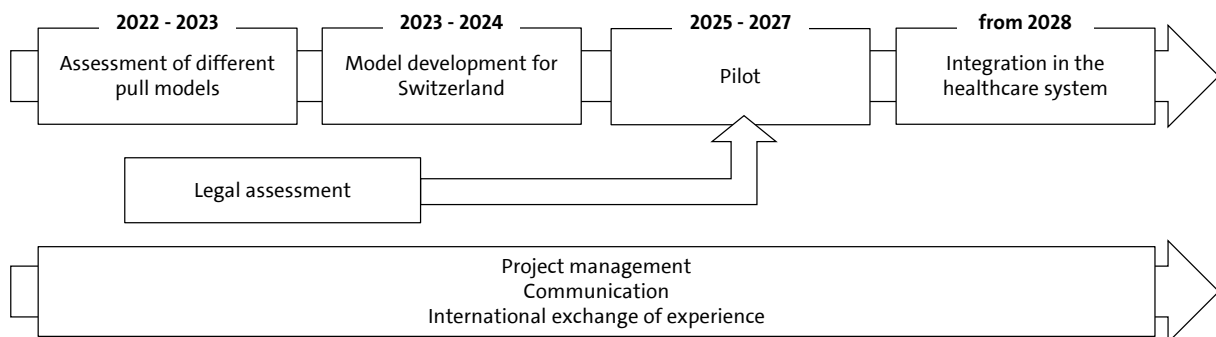 2022 - 2023
Assessment of different
pull models
2023 - 2024
Model development for
Switzerland
2025 - 2027
Pilot
from 2028
Integration in the
healthcare system
Legal assessment
Project management
Communication
International exchange of experience